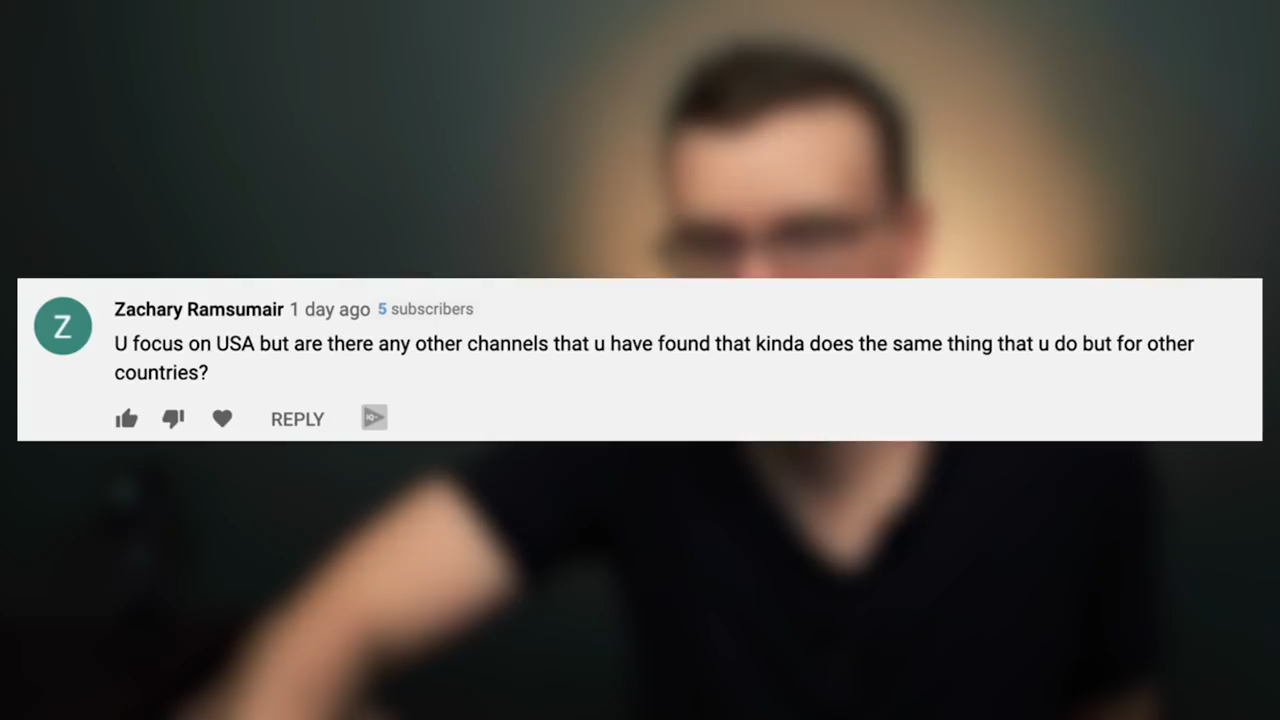 Z
Zachary Ramsumair 1 day ago 5 subscribers
U focus on USA but are there any other channels that u have found that kinda does the same thing that u do but for other
countries?
REPLY